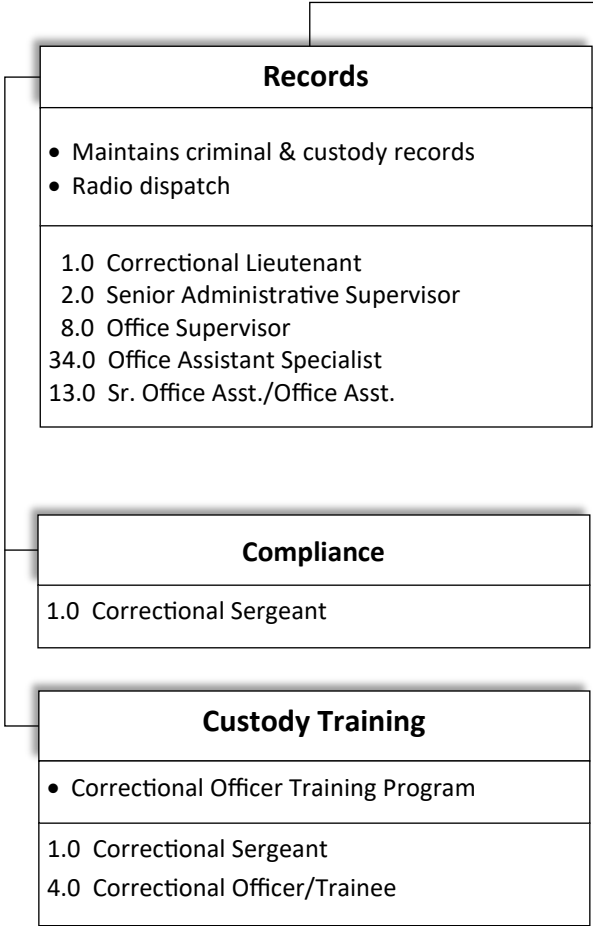 Records
• Maintains criminal & custody records
• Radio dispatch
1.0 Correctional Lieutenant
2.0 Senior Administrative Supervisor
8.0 Office Supervisor
34.0 Office Assistant Specialist
13.0 Sr. Office Asst./Office Asst.
Compliance
1.0 Correctional Sergeant
Custody Training
• Correctional Officer Training Program
1.0 Correctional Sergeant
4.0 Correctional Officer/Trainee